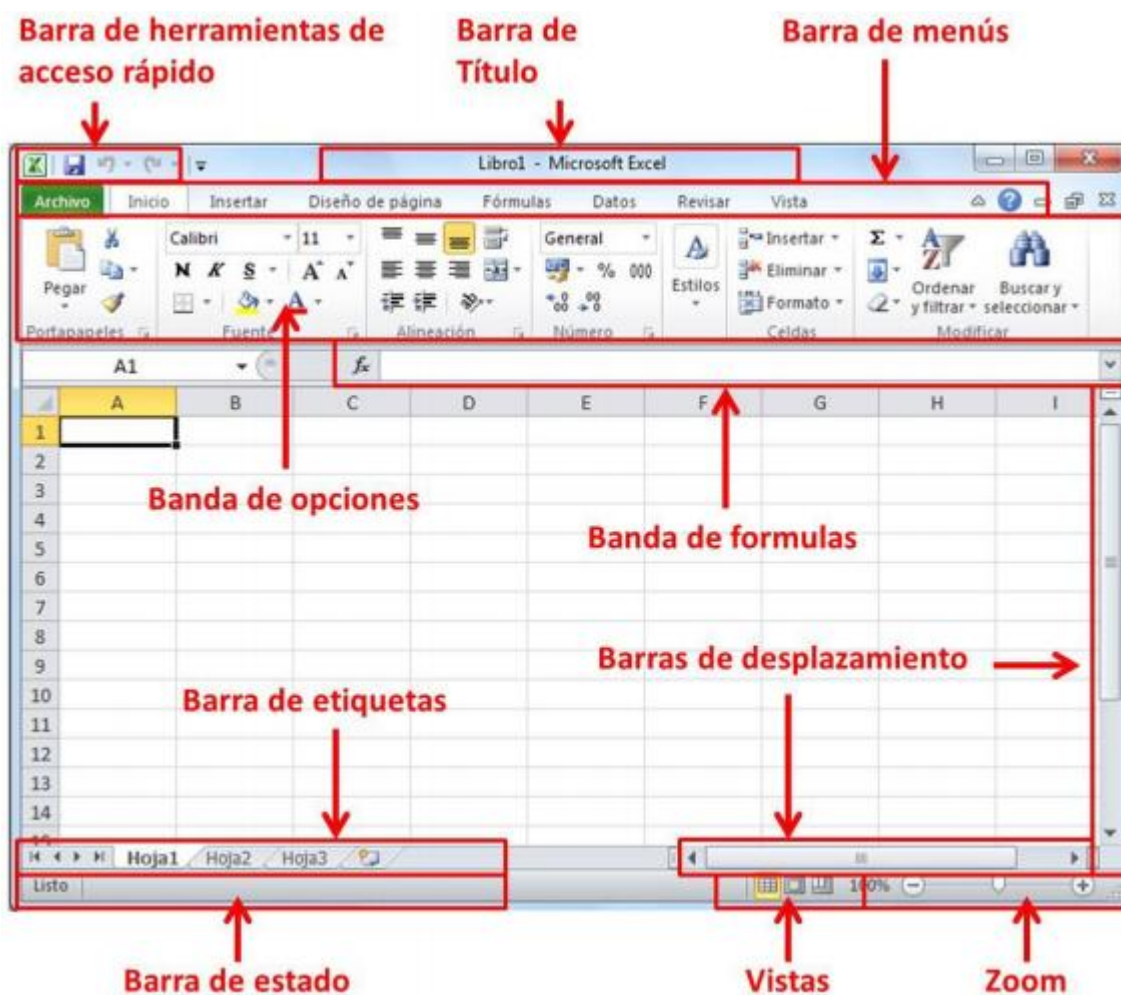 Barra de herramientas de
acceso rápido
Barra de
Título
Barra de menús
Libro1 - Microsoft Excel
Archivo Inicio Insertar Diseño de página Fórmulas Datos Revisar Vista
Calibri 11 General Insertar Σ
N K S A A % 000 A Eliminar A Z
Pegar Estilos Formato Ordenar y filtrar Buscar y seleccionar
Portapapeles Fuente Alineación Número Celdas Modificar
A1 fx
A B C D E F G H I
1
2
3
Banda de opciones
4
Banda de formulas
5
6
7
8
9
Barras de desplazamiento
10
Barra de etiquetas
11
12
13
14
Hoja1 Hoja2 Hoja3
Listo 100%
Barra de estado
Vistas
Zoom